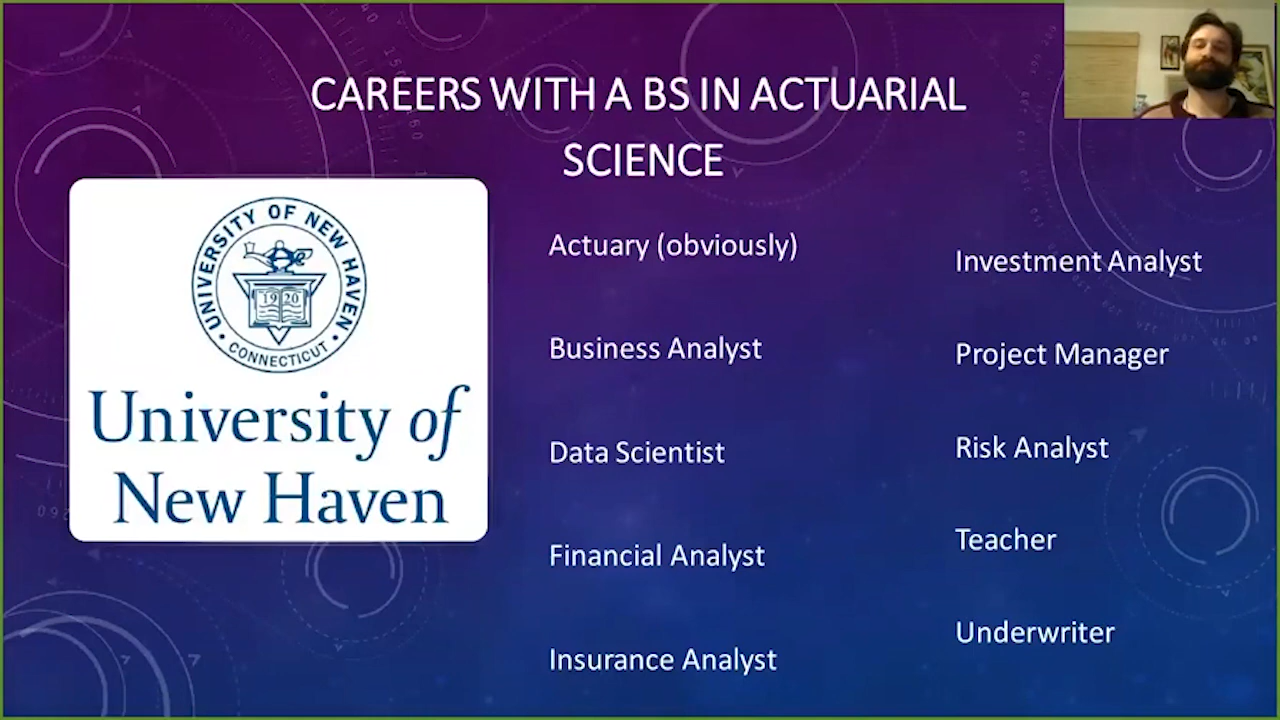 CAREERS WITH A BS IN ACTUARIAL
SCIENCE
UNIVERSITY OF NEW HAVEN
1920
• CONNECTICUT •
University of
New Haven
Actuary (obviously)
Business Analyst
Data Scientist
Financial Analyst
Insurance Analyst
Investment Analyst
Project Manager
Risk Analyst
Teacher
Underwriter